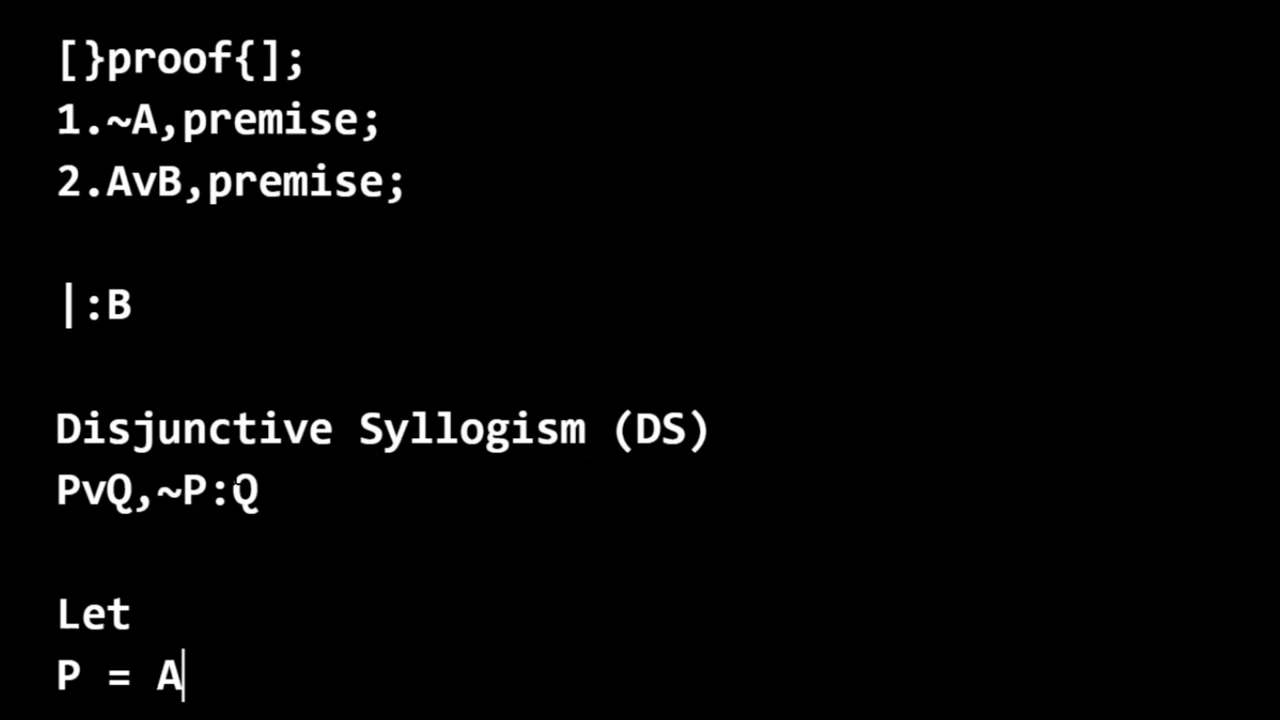 [}proof{];
1.~A,premise;
2.AvB,premise;
|:B
Disjunctive Syllogism (DS)
PvQ,~P:Q
Let
P = A